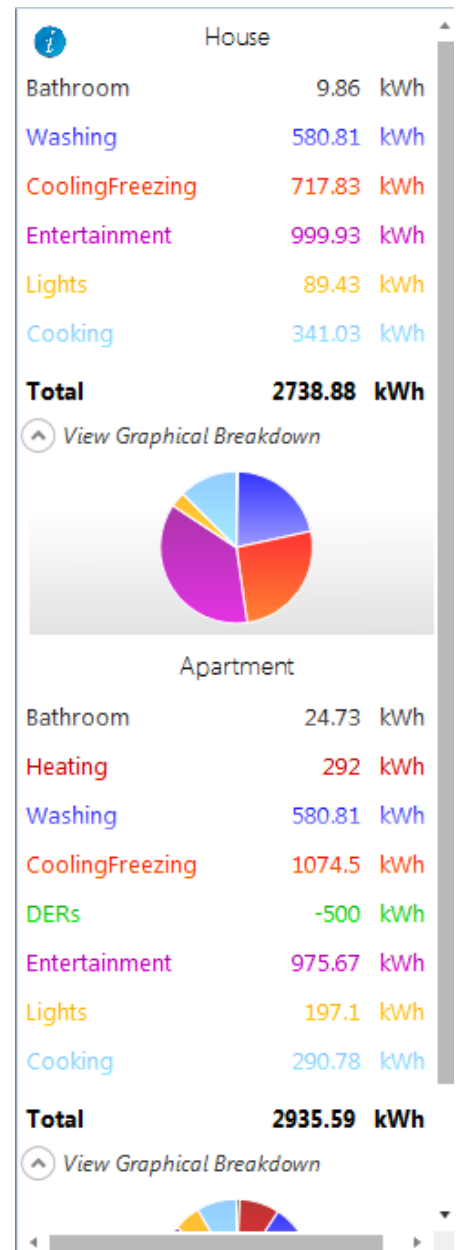 i House
Bathroom 9.86 kWh
Washing 580.81 kWh
CoolingFreezing 717.83 kWh
Entertainment 999.93 kWh
Lights 89.43 kWh
Cooking 341.03 kWh
Total 2738.88 kWh
View Graphical Breakdown
Apartment
Bathroom 24.73 kWh
Heating 292 kWh
Washing 580.81 kWh
CoolingFreezing 1074.5 kWh
DERs -500 kWh
Entertainment 975.67 kWh
Lights 197.1 kWh
Cooking 290.78 kWh
Total 2935.59 kWh
View Graphical Breakdown